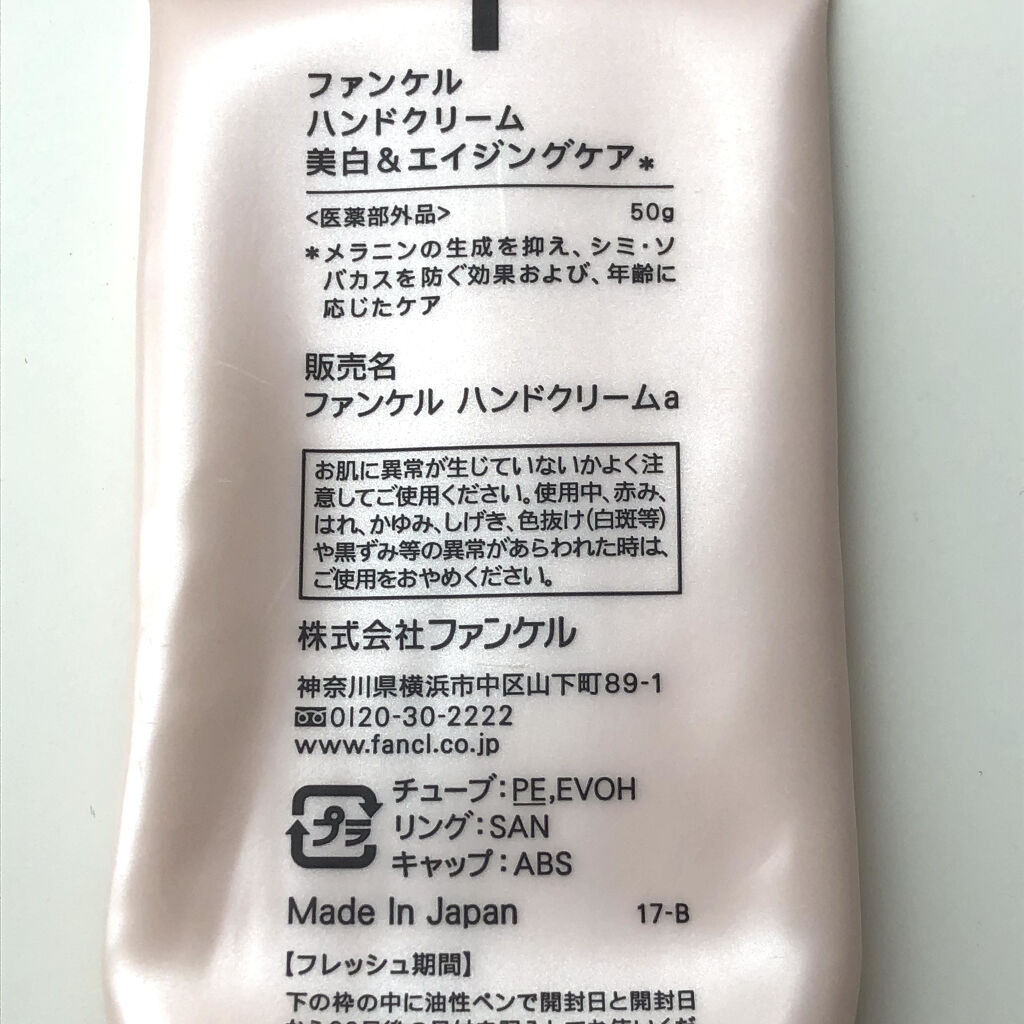 ファンケル
ハンドクリーム
美白&エイジングケア*
<医薬部外品> 50g
*メラニンの生成を抑え、シミ・ソ
バカスを防ぐ効果および、年齢に
応じたケア
販売名
ファンケル ハンドクリームa
お肌に異常が生じていないかよく注
意してご使用ください。使用中、赤み、
はれ、かゆみ、しげき、色抜け(白斑等)
や黒ずみ等の異常があらわれた時は、
ご使用をおやめください。
株式会社ファンケル
神奈川県横浜市中区山下町89-1
0120-30-2222
www.fancl.co.jp
プラ
チューブ:PE,EVOH
リング:SAN
キャップ:ABS
Made In Japan 17-B
【フレッシュ期間】
下の枠の中に油性ペンで開封日と開封日